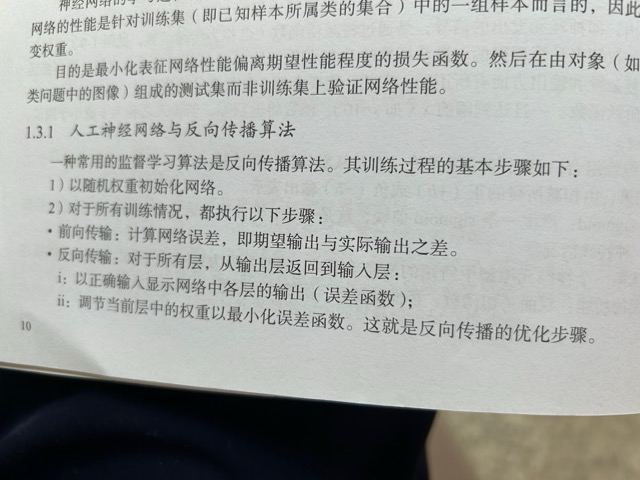 神经网络的学习
网络的性能是针对训练集（即已知样本所属类的集合）中的一组样本而言的，因此
变权重。
目的是最小化表征网络性能偏离期望性能程度的损失函数。然后在由对象（如
类问题中的图像）组成的测试集而非训练集上验证网络性能。
1.3.1 人工神经网络与反向传播算法
一种常用的监督学习算法是反向传播算法。其训练过程的基本步骤如下：
1）以随机权重初始化网络。
2）对于所有训练情况，都执行以下步骤：
• 前向传输：计算网络误差，即期望输出与实际输出之差。
• 反向传输：对于所有层，从输出层返回到输入层：
i：以正确输入显示网络中各层的输出（误差函数）；
ii：调节当前层中的权重以最小化误差函数。这就是反向传播的优化步骤。
10